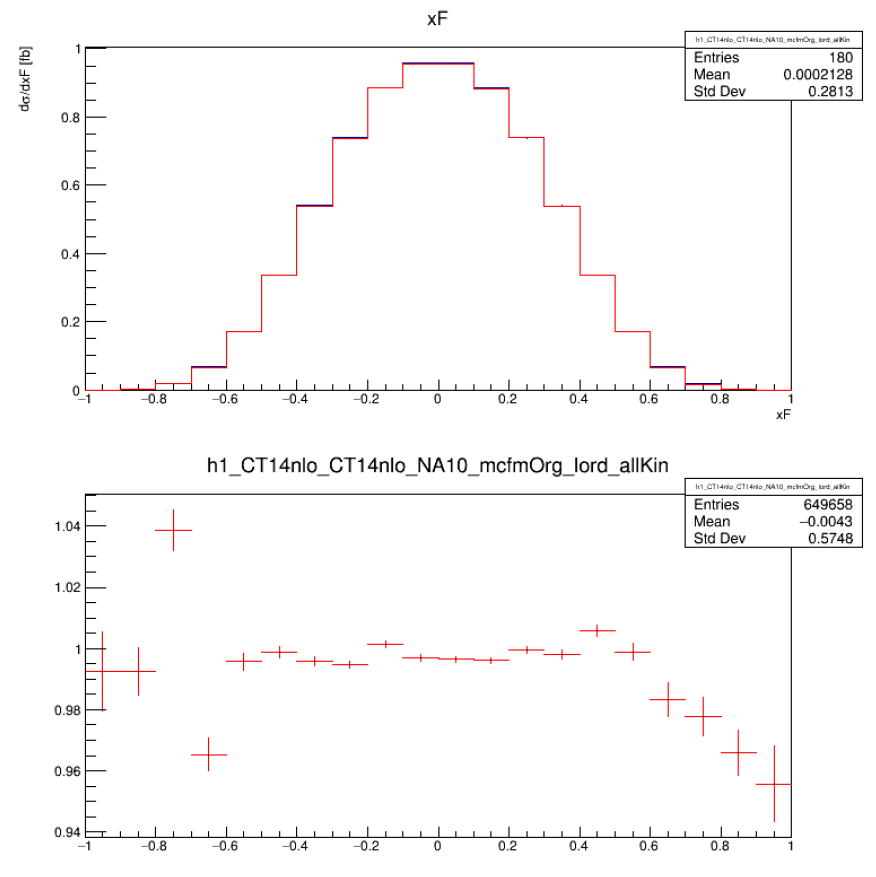 xF
h1_CT14nlo_CT14nlo_NA10_mcfmOrg_lord_allKin
Entries 180
Mean 0.0002128
Std Dev 0.2813
dσ/dxF [fb]
1
0.8
0.6
0.4
0.2
0
−1 −0.8 −0.6 −0.4 −0.2 0 0.2 0.4 0.6 0.8 1
xF
h1_CT14nlo_CT14nlo_NA10_mcfmOrg_lord_allKin
h1_CT14nlo_CT14nlo_NA10_mcfmOrg_lord_allKin
Entries 649658
Mean −0.0043
Std Dev 0.5748
1.04
1.02
1
0.98
0.96
0.94
−1 −0.8 −0.6 −0.4 −0.2 0 0.2 0.4 0.6 0.8 1